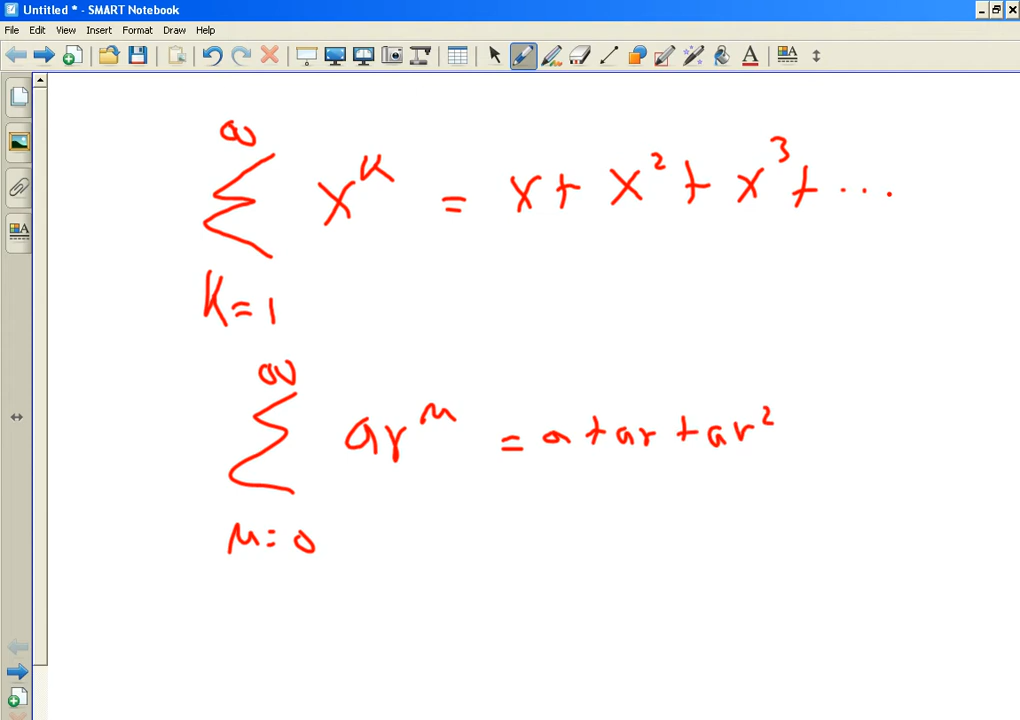 Untitled * - SMART Notebook
File Edit View Insert Format Draw Help
∞
∑ x^k = x + x^2 + x^3 + ...
k = 1
∞
∑ ar^n = a + ar + ar^2
n = 0